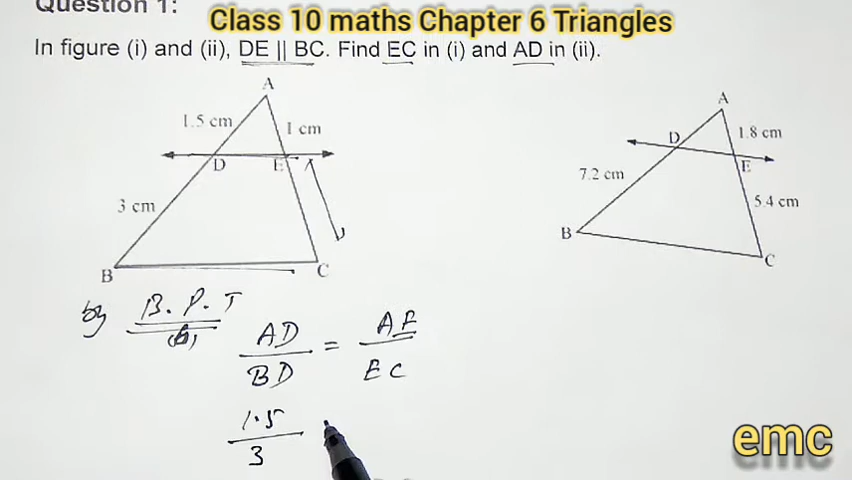 Question 1:
Class 10 maths Chapter 6 Triangles
In figure (i) and (ii), DE || BC. Find EC in (i) and AD in (ii).
A
1.5 cm
1 cm
D
E
3 cm
B
C
A
D
1.8 cm
E
7.2 cm
5.4 cm
B
C
by B.P.T
AD/BD = AE/EC
1.5/3
emc